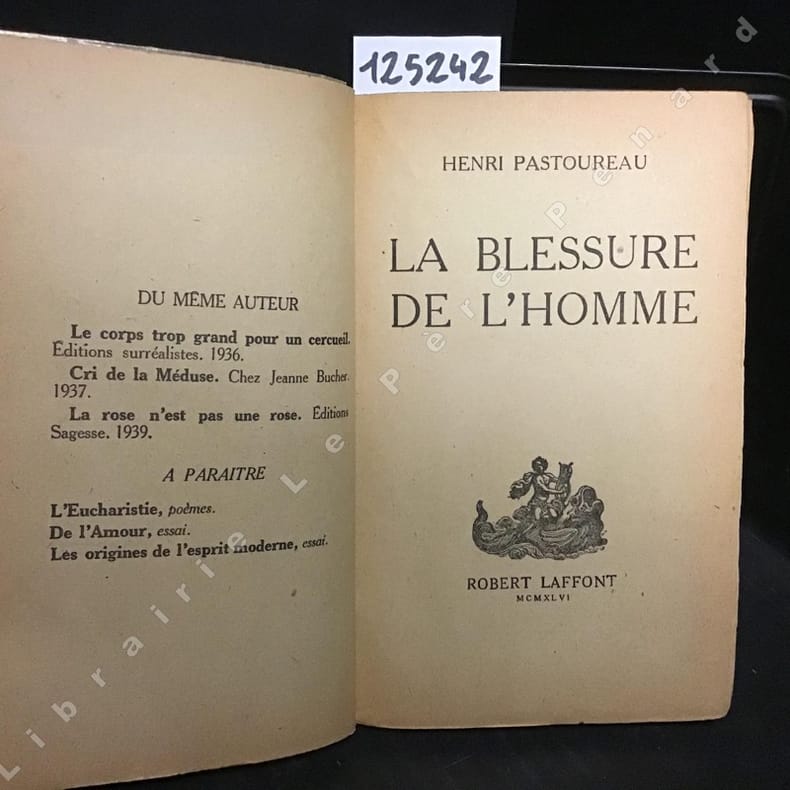 125242
DU MÊME AUTEUR
Le corps trop grand pour un cercueil.
Éditions surréalistes. 1936.
Cri de la Méduse. Chez Jeanne Bucher.
1937.
La rose n'est pas une rose. Éditions
Sagesse. 1939.
A PARAITRE
L'Eucharistie, poèmes.
De l'Amour, essai.
Les origines de l'esprit moderne, essai.
HENRI PASTOUREAU
LA BLESSURE
DE L'HOMME
ROBERT LAFFONT
MCMXLVI
Librairie Le Père Pénard